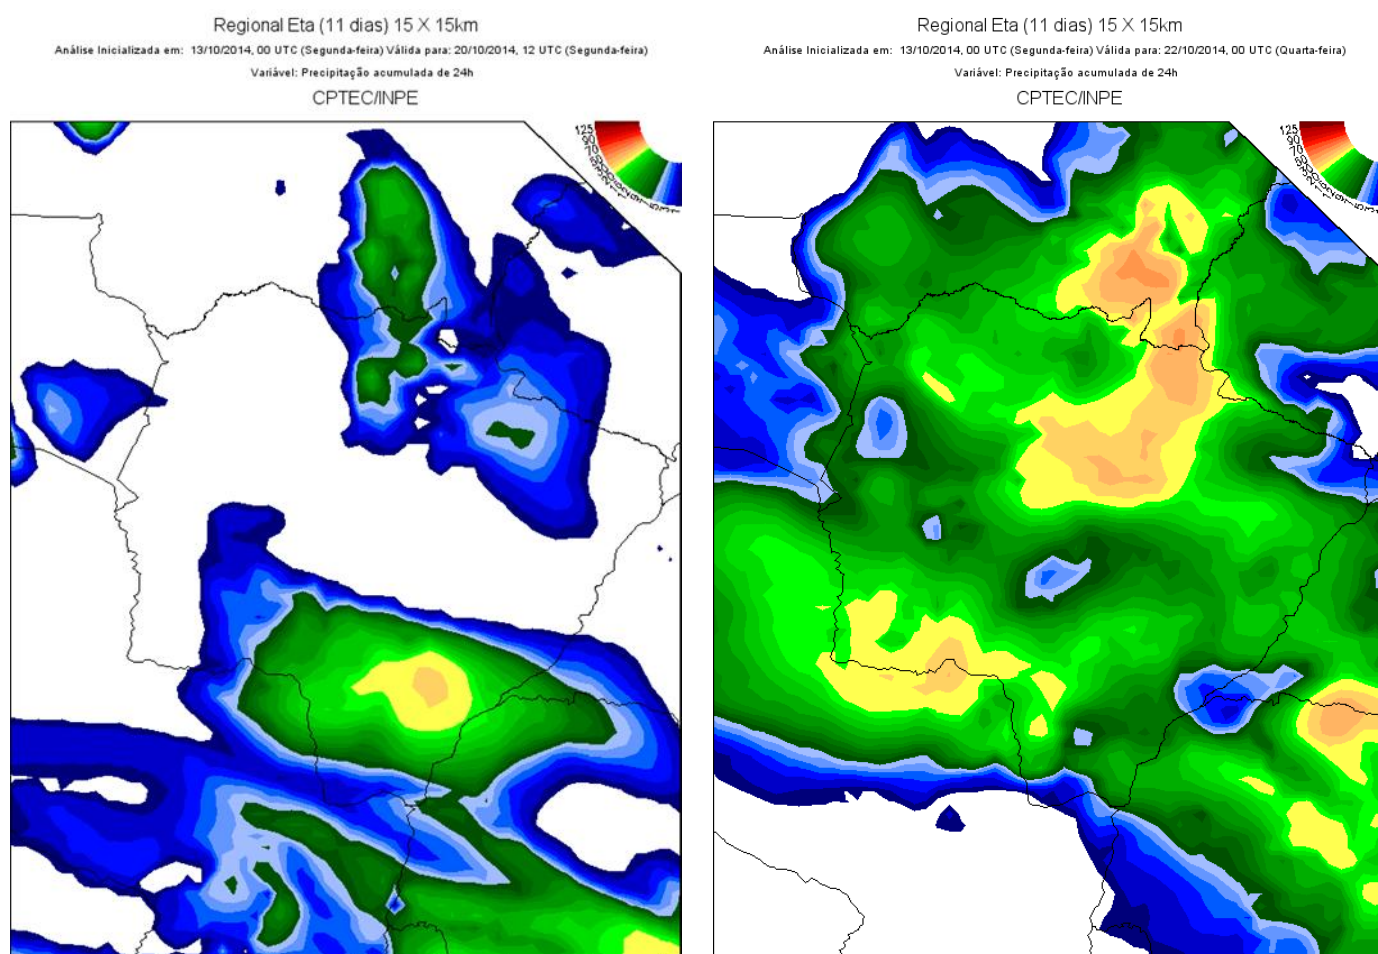 Regional Eta (11 dias) 15 X 15km
Análise Inicializada em: 13/10/2014, 00 UTC (Segunda-feira) Válida para: 20/10/2014, 12 UTC (Segunda-feira)
Variável: Precipitação acumulada de 24h
CPTEC/INPE
125
90
70
Regional Eta (11 dias) 15 X 15km
Análise Inicializada em: 13/10/2014, 00 UTC (Segunda-feira) Válida para: 22/10/2014, 00 UTC (Quarta-feira)
Variável: Precipitação acumulada de 24h
CPTEC/INPE
125
90
70